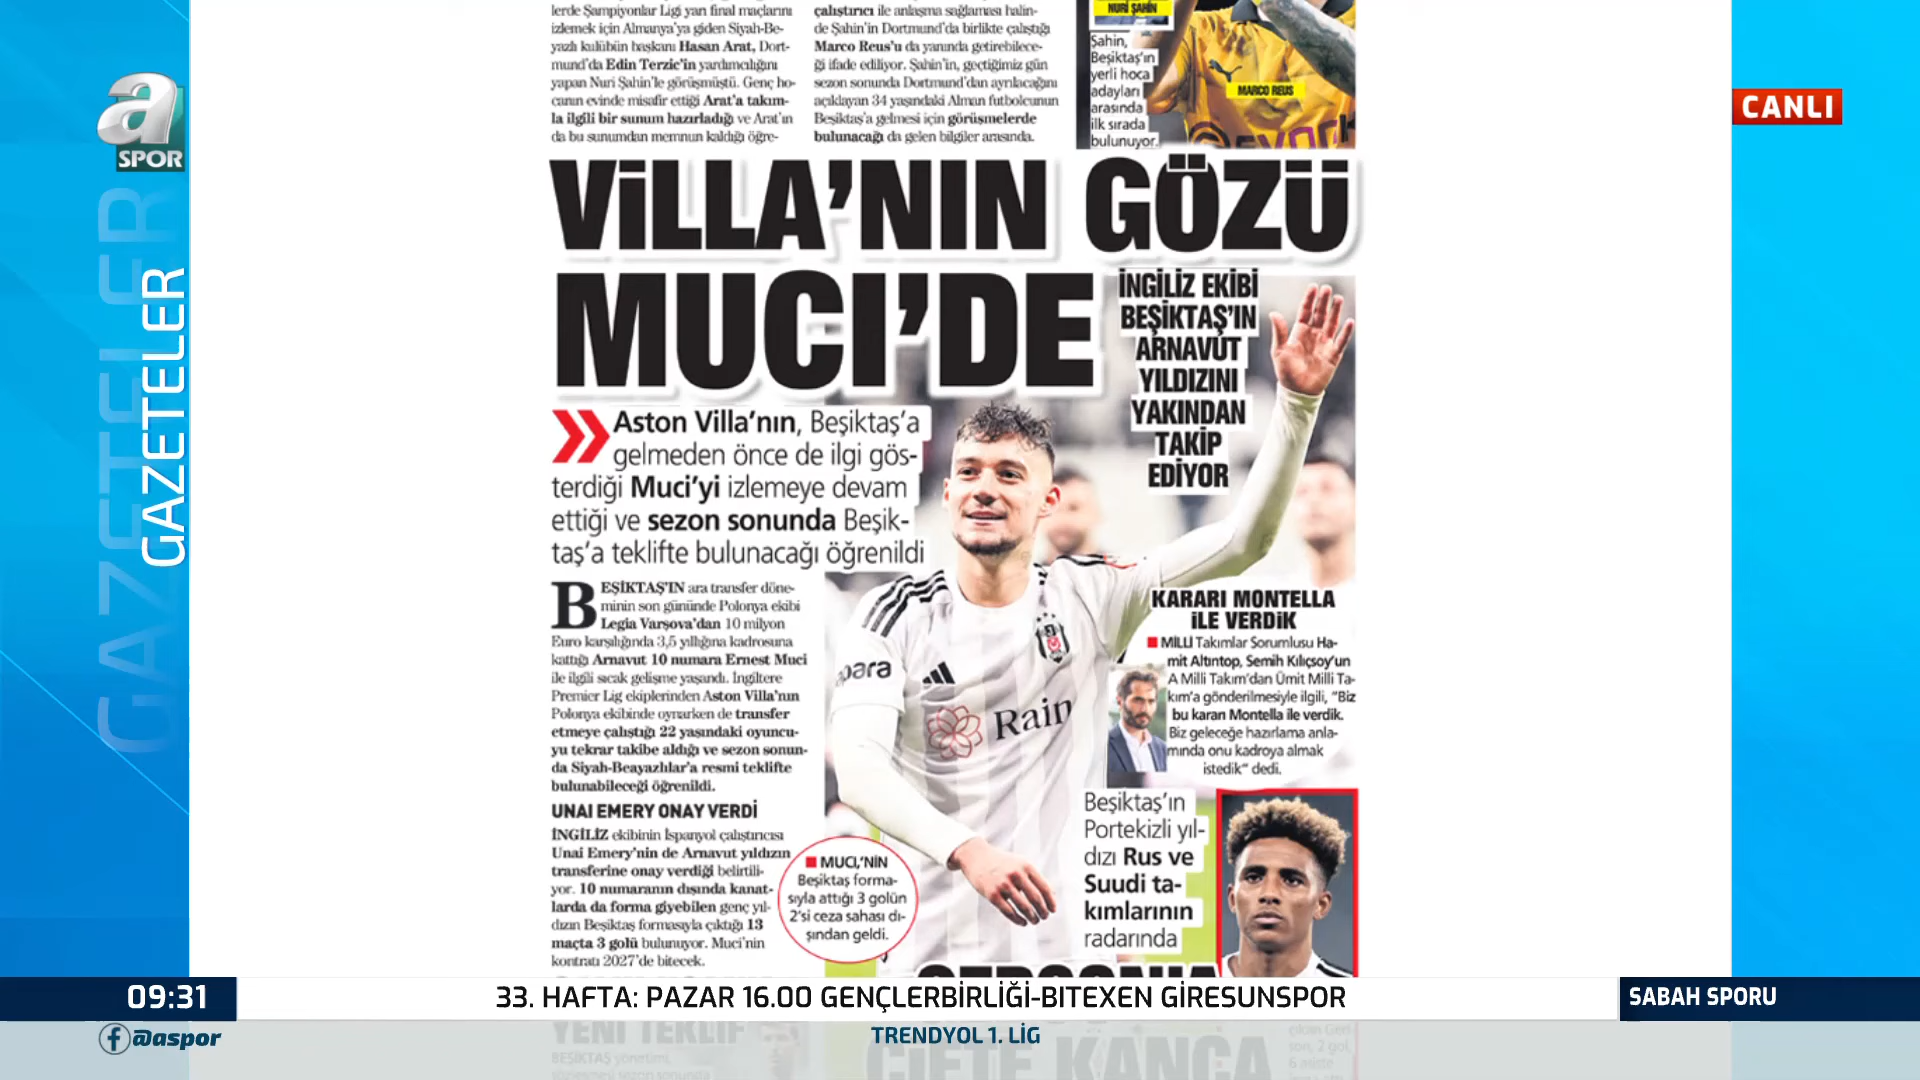 lerde Şampiyonlar Ligi yarı final maçlarını
izlemek için Almanya'ya giden Siyah-Be-
yazlı kulübün başkanı Hasan Arat, Dort-
mund'da Edin Terzic'in yardımcılığını
yapan Nuri Şahin'le görüşmüştü. Genç ho-
canın evinde misafir ettiği Arat'a takım-
la ilgili bir sunum hazırladığı ve Arat'ın
da bu sunumdan memnun kaldığı öğre-
çalıştırıcı ile anlaşma sağlaması halin-
de Şahin'in Dortmund'da birlikte çalıştığı
Marco Reus'u da yanında getirebilece-
ği ifade ediliyor. Şahin'in, geçtiğimiz gün
sezon sonunda Dortmund'dan ayrılacağını
açıklayan 34 yaşındaki Alman futbolcunun
Beşiktaş'a gelmesi için görüşmelerde
bulunacağı da gelen bilgiler arasında.
NURİ ŞAHİN
Şahin,
Beşiktaş'ın
yerli hoca
adayları
arasında
ilk sırada
bulunuyor.
MARCO REUS
a
SPOR
CANLI
GAZETELER
GAZETELER
VİLLA'NIN GÖZÜ
MUCI'DE
İNGİLİZ EKİBİ
BEŞİKTAŞ'IN
ARNAVUT
YILDIZINI
YAKINDAN
TAKİP
EDİYOR
Aston Villa'nın, Beşiktaş'a
gelmeden önce de ilgi gös-
terdiği Muci'yi izlemeye devam
ettiği ve sezon sonunda Beşik-
taş'a teklifte bulunacağı öğrenildi
BEŞİKTAŞ'IN ara transfer döne-
minin son gününde Polonya ekibi
Legia Varşova'dan 10 milyon
Euro karşılığında 3,5 yıllığına kadrosuna
kattığı Arnavut 10 numara Ernest Muci
ile ilgili sıcak gelişme yaşandı. İngiltere
Premier Lig ekiplerinden Aston Villa'nın
Polonya ekibinde oynarken de transfer
etmeye çalıştığı 22 yaşındaki oyuncu-
yu tekrar takibe aldığı ve sezon sonun-
da Siyah-Beayazlılar'a resmi teklifte
bulunabileceği öğrenildi.
UNAI EMERY ONAY VERDİ
İNGİLİZ ekibinin İspanyol çalıştırıcısı
Unai Emery'nin de Arnavut yıldızın
transferine onay verdiği belirtili-
yor. 10 numaranın dışında kanat-
larda da forma giyebilen genç yıl-
dızın Beşiktaş formasıyla çıktığı 13
maçta 3 golü bulunuyor. Muci'nin
kontratı 2027'de bitecek.
MUCI,'NİN
Beşiktaş forma-
sıyla attığı 3 golün
2'si ceza sahası dı-
şından geldi.
para
Rain
KARARI MONTELLA
İLE VERDİK
MİLLİ Takımlar Sorumlusu Ha-
mit Altıntop, Semih Kılıçsoy'un
A Milli Takım'dan Ümit Milli Ta-
kım'a gönderilmesiyle ilgili, "Biz
bu kararı Montella ile verdik.
Biz geleceğe hazırlama anla-
mında onu kadroya almak
istedik" dedi.
Beşiktaş'ın
Portekizli yıl-
dızı Rus ve
Suudi ta-
kımlarının
radarında
09:31
33. HAFTA: PAZAR 16.00 GENÇLERBİRLİĞİ-BITEXEN GİRESUNSPOR
SABAH SPORU
@aspor
TRENDYOL 1. LİG
YENİ TEKLİF
BEŞİKTAŞ yönetimi,
ÇİFTE KANCA
son, 2 gol,
6 asiste